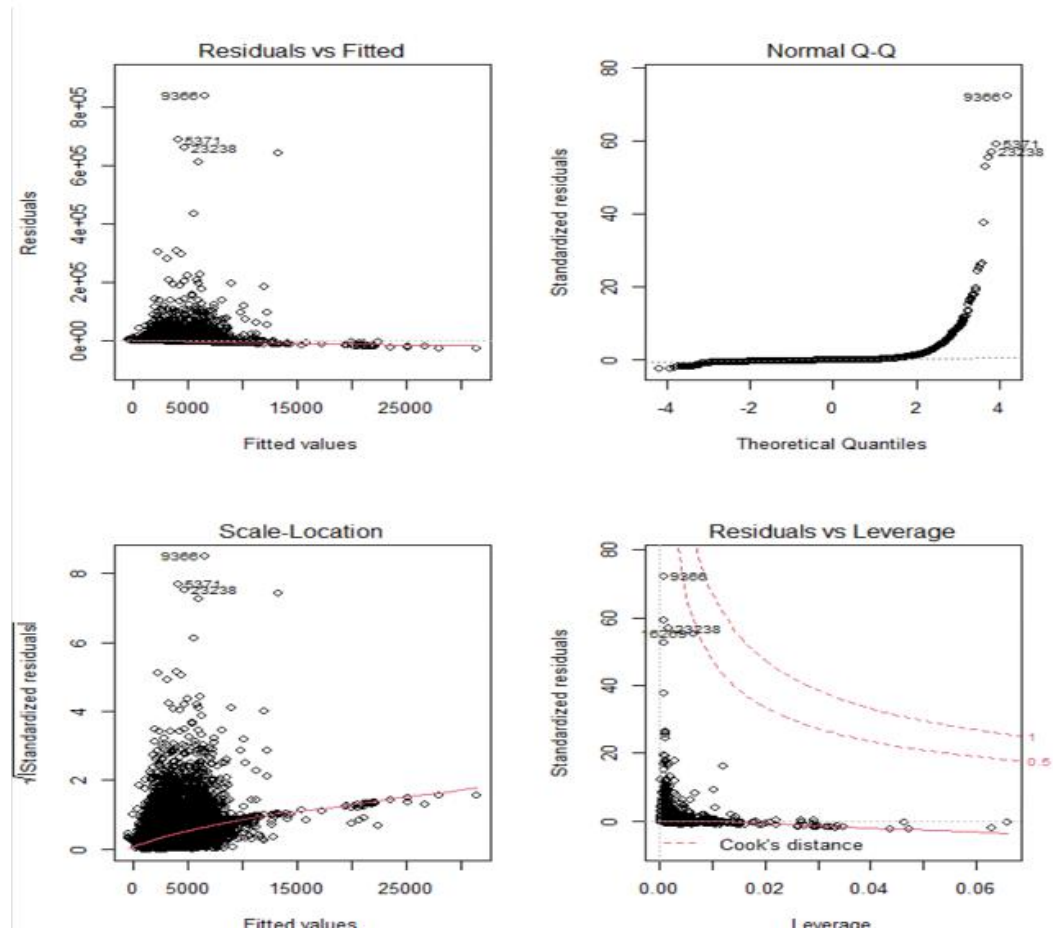 Residuals vs Fitted
Residuals
0e+00 2e+05 4e+05 6e+05 8e+05
9366
5371
23238
0 5000 15000 25000
Fitted values
Normal Q-Q
Standardized residuals
0 20 40 60 80
9366
5371
23238
-4 -2 0 2 4
Theoretical Quantiles
Scale-Location
√|Standardized residuals|
0 2 4 6 8
9366
5371
23238
0 5000 15000 25000
Fitted values
Residuals vs Leverage
Standardized residuals
0 20 40 60 80
9366
23238
1
0.5
Cook's distance
0.00 0.02 0.04 0.06
Leverage